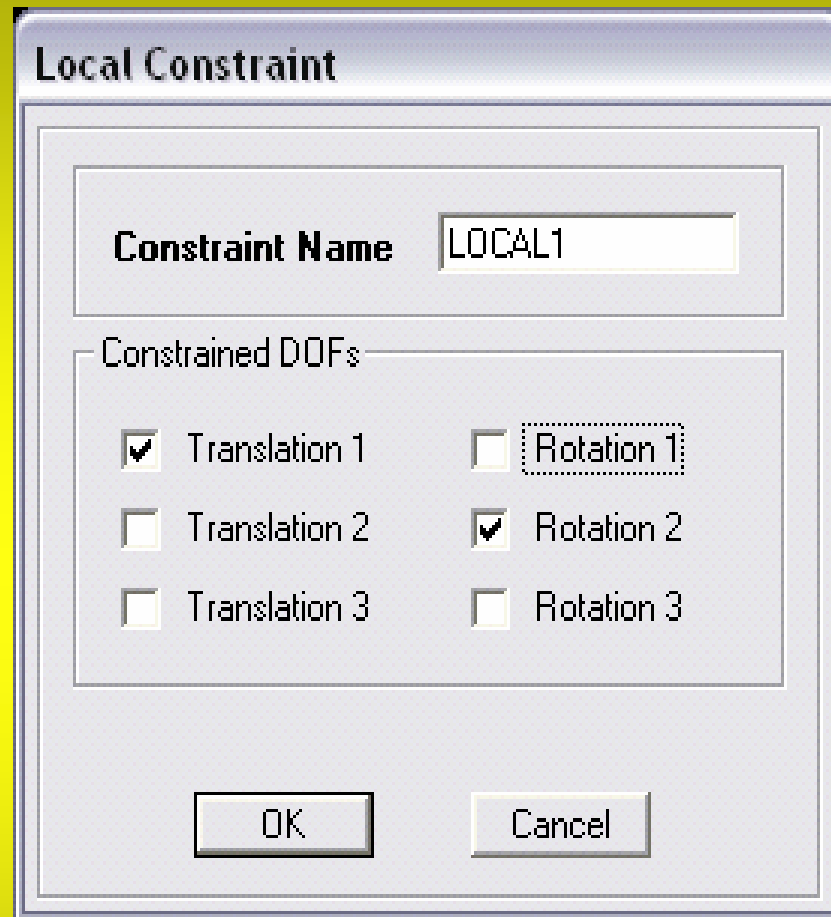 Local Constraint
Constraint Name LOCAL1
Constrained DOFs
Translation 1 Rotation 1
Translation 2 Rotation 2
Translation 3 Rotation 3
OK Cancel